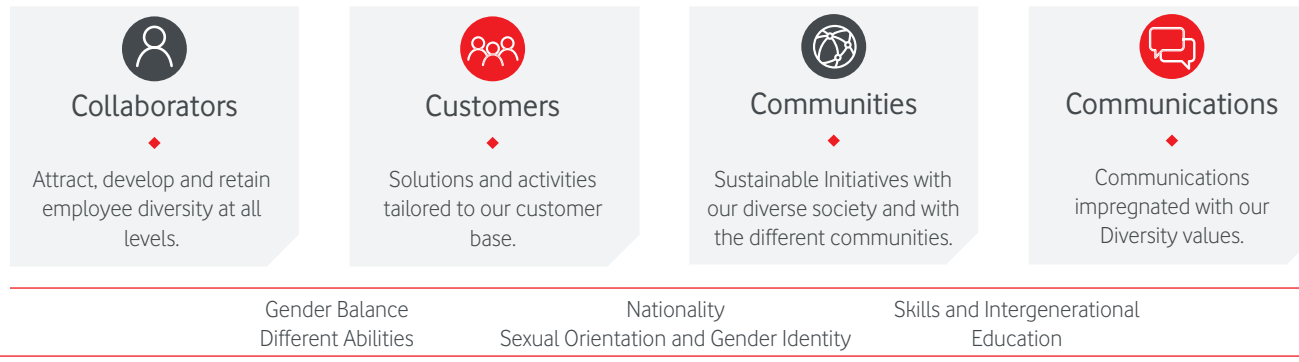 Collaborators
Attract, develop and retain
employee diversity at all
levels.
Customers
Solutions and activities
tailored to our customer
base.
Communities
Sustainable Initiatives with
our diverse society and with
the different communities.
Communications
Communications
impregnated with our
Diversity values.
Gender Balance
Different Abilities
Nationality
Sexual Orientation and Gender Identity
Skills and Intergenerational
Education